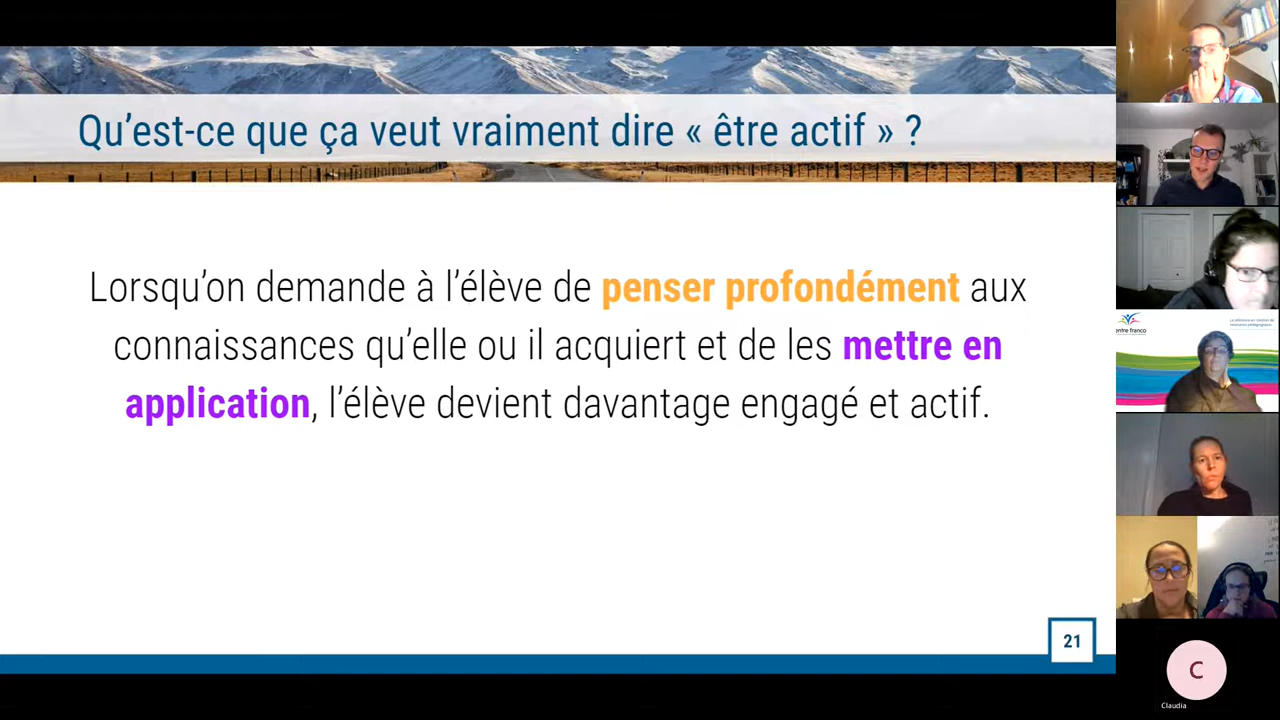 Qu'est-ce que ça veut vraiment dire « être actif » ?
Lorsqu'on demande à l'élève de penser profondément aux
connaissances qu'elle ou il acquiert et de les mettre en
application, l'élève devient davantage engagé et actif.
21
entre franco
C
Claudia